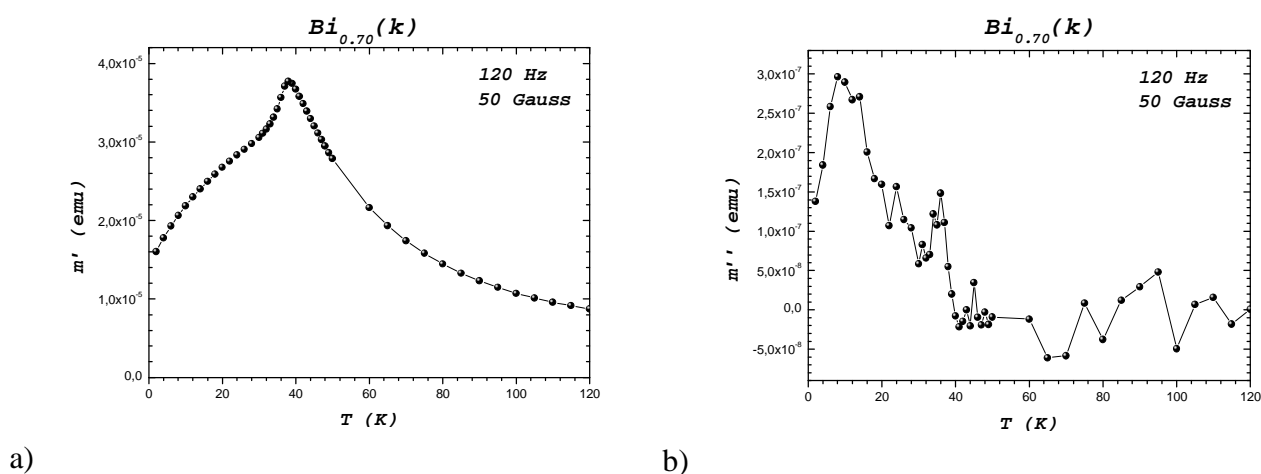 Bi0.70(k)
120 Hz
50 Gauss
4,0x10-5
3,0x10-5
2,0x10-5
1,0x10-5
0,0
m' (emu)
0 20 40 60 80 100 120
T (K)
a)
Bi0.70(k)
120 Hz
50 Gauss
3,0x10-7
2,5x10-7
2,0x10-7
1,5x10-7
1,0x10-7
5,0x10-8
0,0
-5,0x10-8
m'' (emu)
0 20 40 60 80 100 120
T (K)
b)